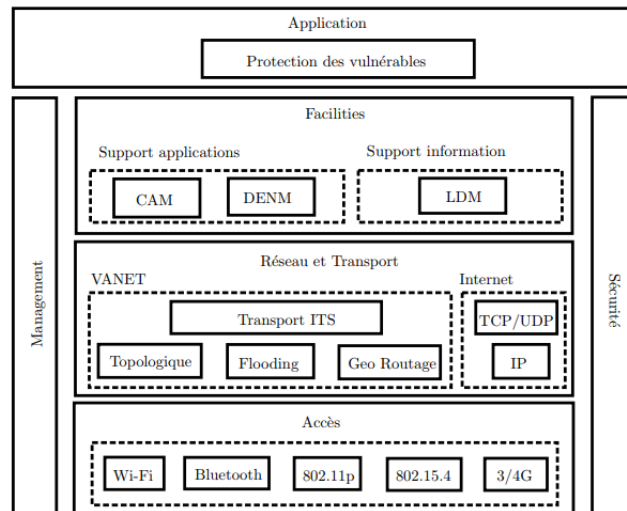 Application
Protection des vulnérables
Management
Facilities
Support applications
Support information
CAM
DENM
LDM
Réseau et Transport
VANET
Internet
Transport ITS
TCP/UDP
Topologique
Flooding
Geo Routage
IP
Accès
Wi-Fi
Bluetooth
802.11p
802.15.4
3/4G
Sécurité